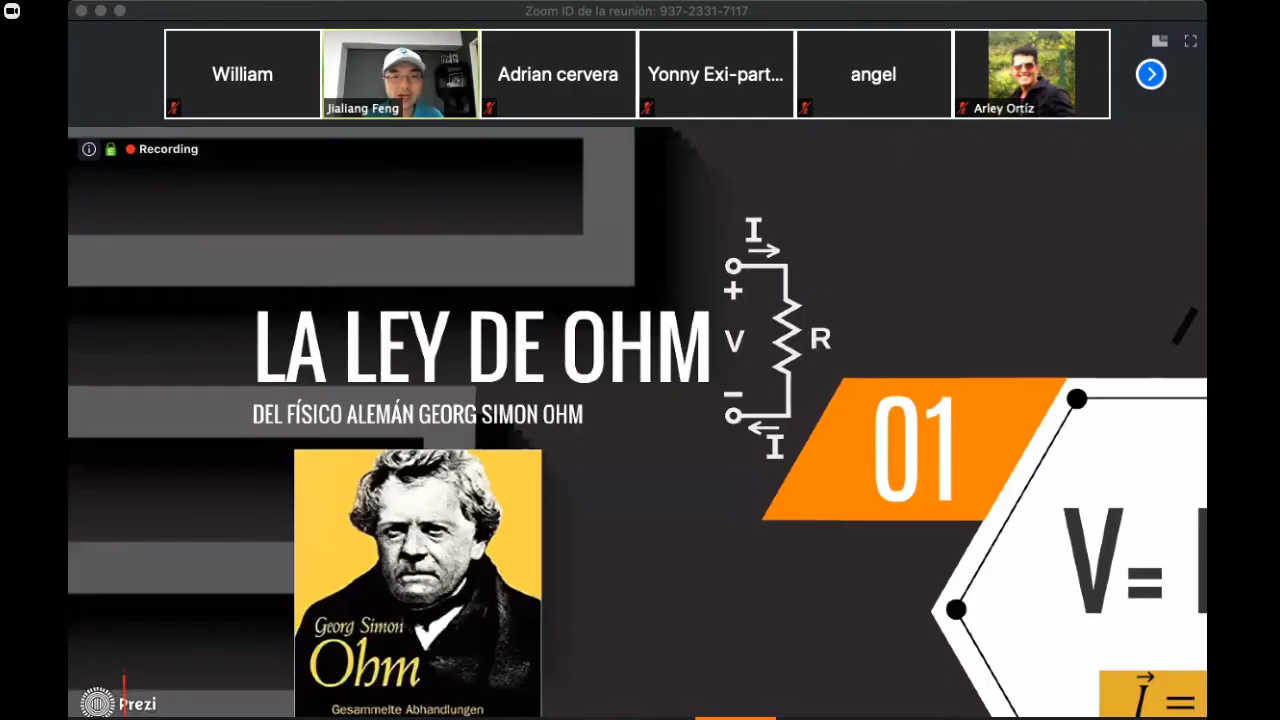 Zoom ID de la reunión: 937-2331-7117
William
Jialiang Feng
Adrian cervera
Yonny Exi-part...
angel
Arley Ortíz
Recording
I
+
V
R
I
LA LEY DE OHM
DEL FÍSICO ALEMÁN GEORG SIMON OHM
01
V=
Georg Simon
Ohm
Gesammelte Abhandlungen
I =
Prezi